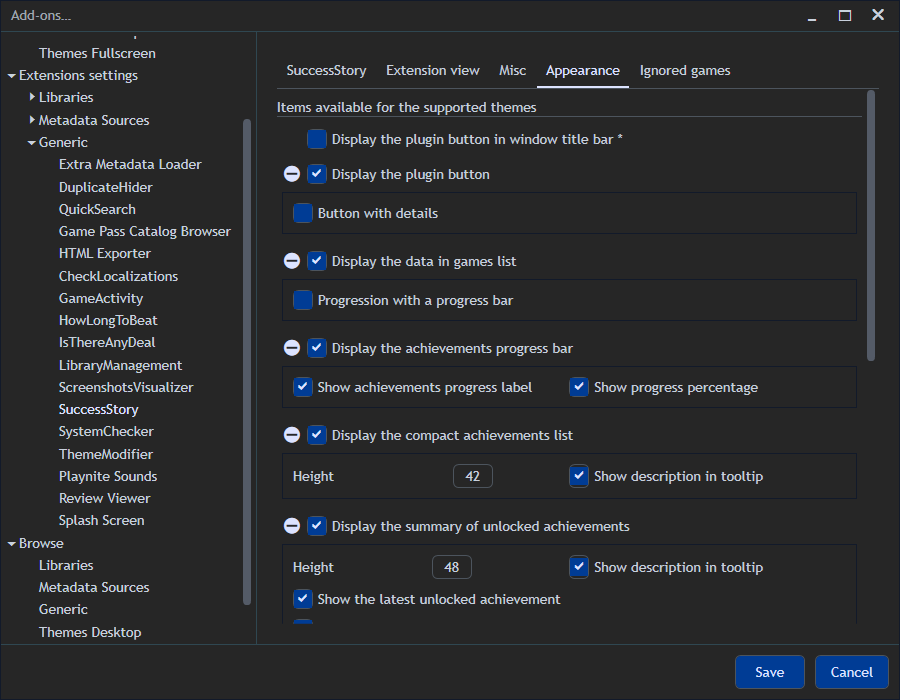 Add-ons...
Themes Fullscreen
Extensions settings
Libraries
Metadata Sources
Generic
Extra Metadata Loader
DuplicateHider
QuickSearch
Game Pass Catalog Browser
HTML Exporter
CheckLocalizations
GameActivity
HowLongToBeat
IsThereAnyDeal
LibraryManagement
ScreenshotsVisualizer
SuccessStory
SystemChecker
ThemeModifier
Playnite Sounds
Review Viewer
Splash Screen
Browse
Libraries
Metadata Sources
Generic
Themes Desktop
SuccessStory Extension view Misc Appearance Ignored games
Items available for the supported themes
Display the plugin button in window title bar *
Display the plugin button
Button with details
Display the data in games list
Progression with a progress bar
Display the achievements progress bar
Show achievements progress label Show progress percentage
Display the compact achievements list
Height 42 Show description in tooltip
Display the summary of unlocked achievements
Height 48 Show description in tooltip
Show the latest unlocked achievement
Save Cancel